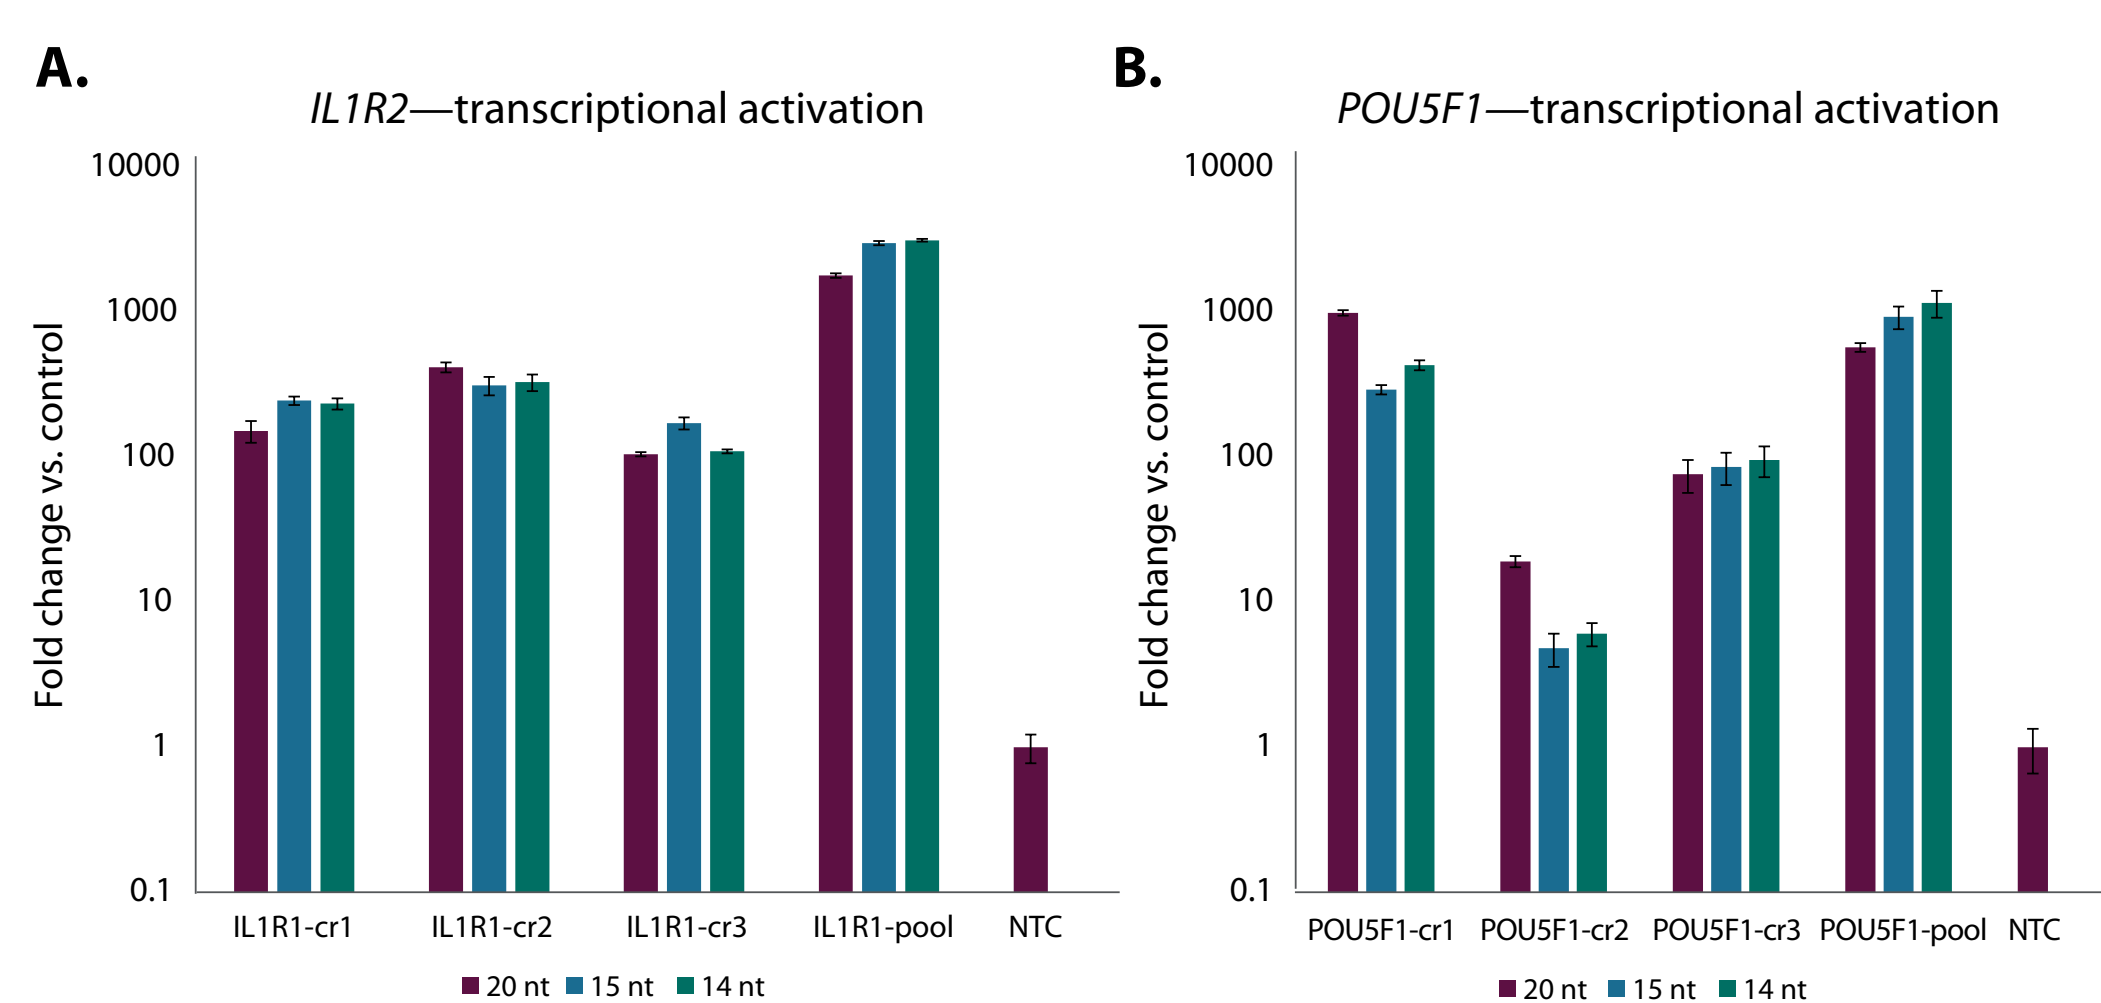 A.
IL1R2—transcriptional activation
Fold change vs. control
10000
1000
100
10
1
0.1
IL1R1-cr1 IL1R1-cr2 IL1R1-cr3 IL1R1-pool NTC
20 nt 15 nt 14 nt
B.
POU5F1—transcriptional activation
Fold change vs. control
10000
1000
100
10
1
0.1
POU5F1-cr1 POU5F1-cr2 POU5F1-cr3 POU5F1-pool NTC
20 nt 15 nt 14 nt